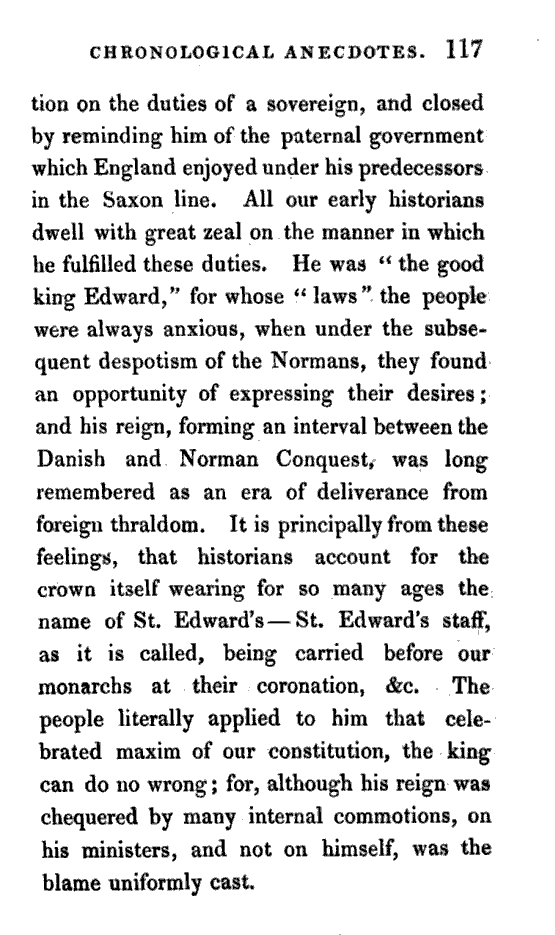 CHRONOLOGICAL ANECDOTES. 117
tion on the duties of a sovereign, and closed
by reminding him of the paternal government
which England enjoyed under his predecessors
in the Saxon line. All our early historians
dwell with great zeal on the manner in which
he fulfilled these duties. He was “ the good
king Edward,” for whose “ laws ” the people
were always anxious, when under the subse-
quent despotism of the Normans, they found
an opportunity of expressing their desires ;
and his reign, forming an interval between the
Danish and Norman Conquest, was long
remembered as an era of deliverance from
foreign thraldom. It is principally from these
feelings, that historians account for the
crown itself wearing for so many ages the
name of St. Edward's — St. Edward's staff,
as it is called, being carried before our
monarchs at their coronation, &c. The
people literally applied to him that cele-
brated maxim of our constitution, the king
can do no wrong ; for, although his reign was
chequered by many internal commotions, on
his ministers, and not on himself, was the
blame uniformly cast.